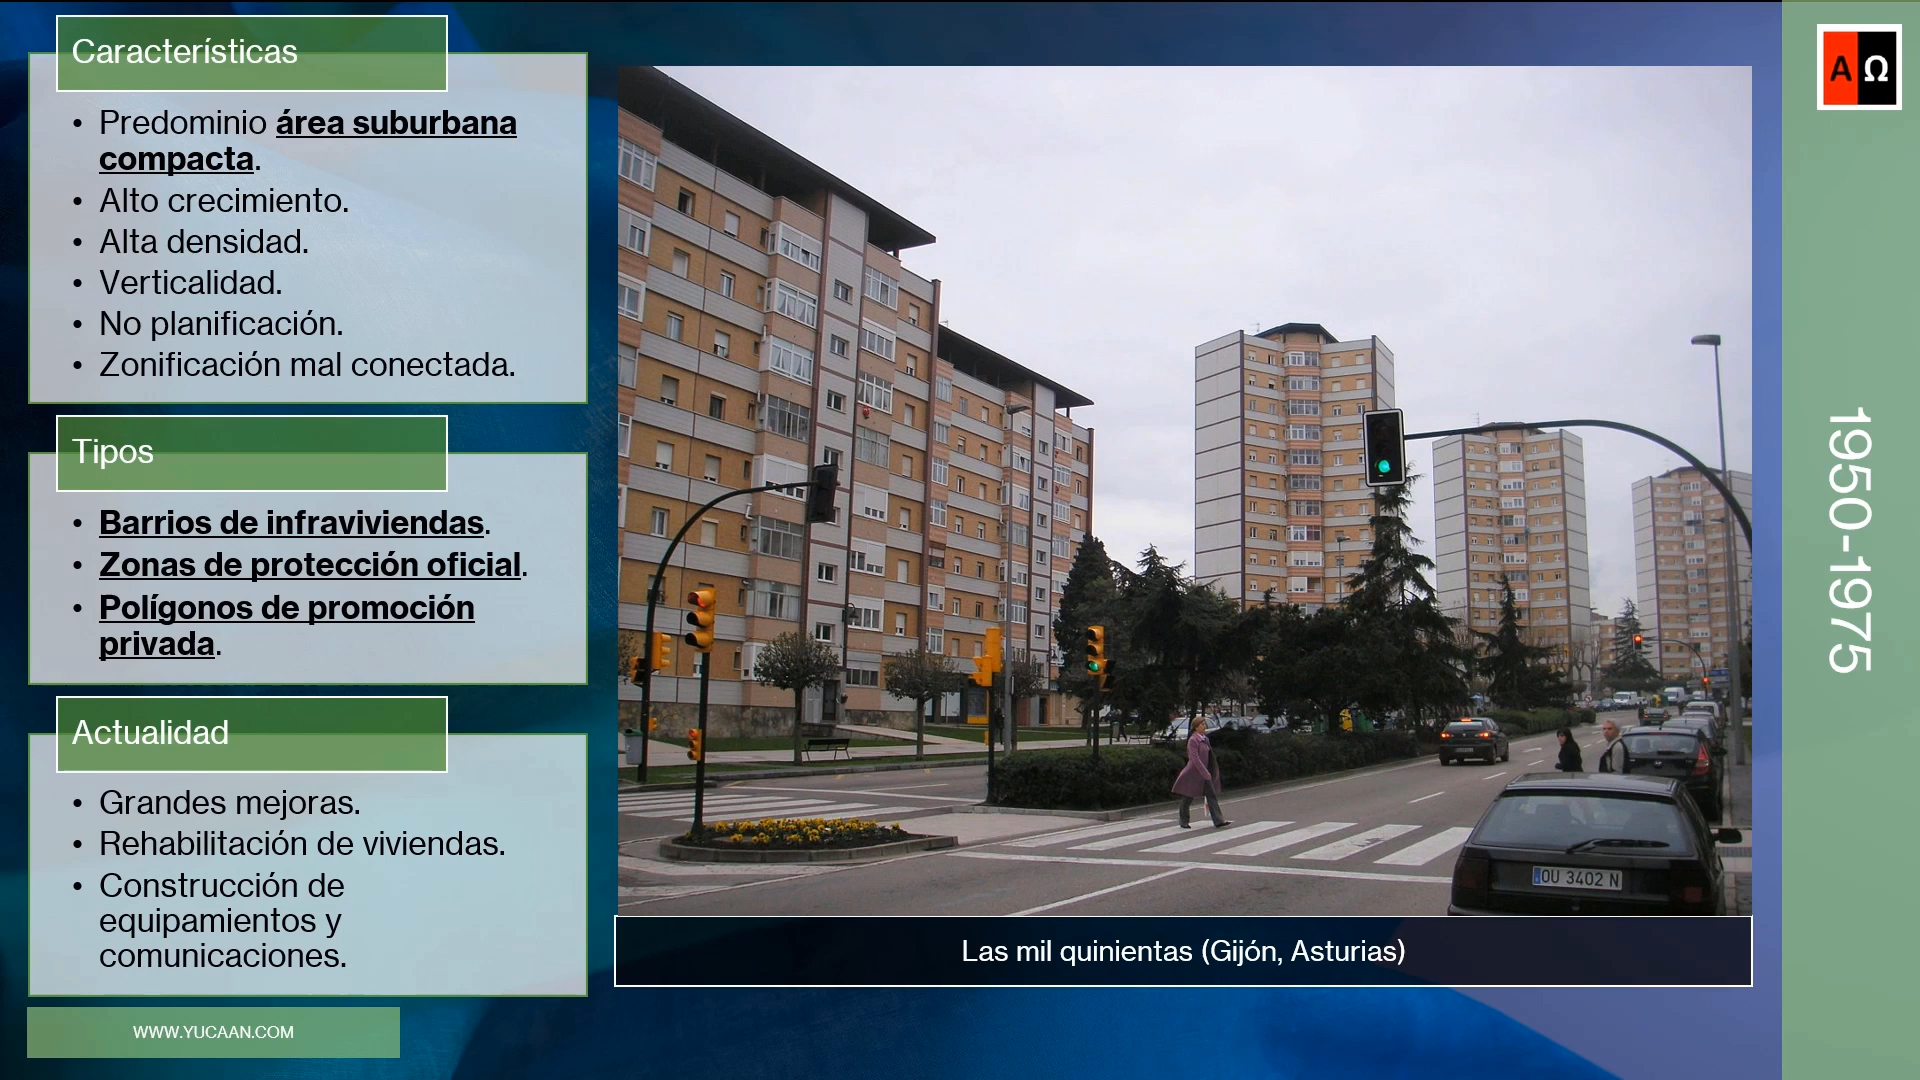 Características
• Predominio área suburbana
compacta.
• Alto crecimiento.
• Alta densidad.
• Verticalidad.
• No planificación.
• Zonificación mal conectada.
Tipos
• Barrios de infraviviendas.
• Zonas de protección oficial.
• Polígonos de promoción
privada.
Actualidad
• Grandes mejoras.
• Rehabilitación de viviendas.
• Construcción de
equipamientos y
comunicaciones.
WWW.YUCAAN.COM
OU 3402 N
Las mil quinientas (Gijón, Asturias)
A Ω
1950-1975